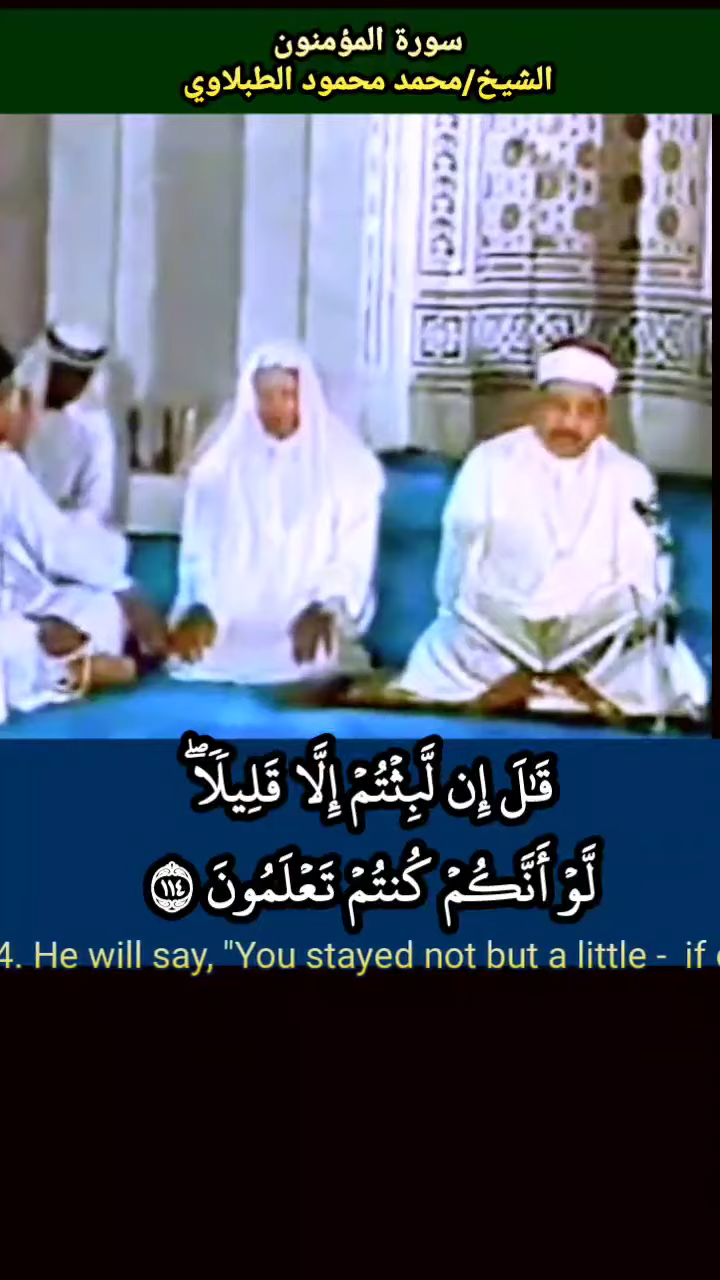 سورة المؤمنون
الشيخ/محمد محمود الطبلاوي
قَٰلَ إِن لَّبِثْتُمْ إِلَّا قَلِيلًاۖ
لَّوْ أَنَّكُمْ كُنتُمْ تَعْلَمُونَ ١١٤
4. He will say, "You stayed not but a little - if